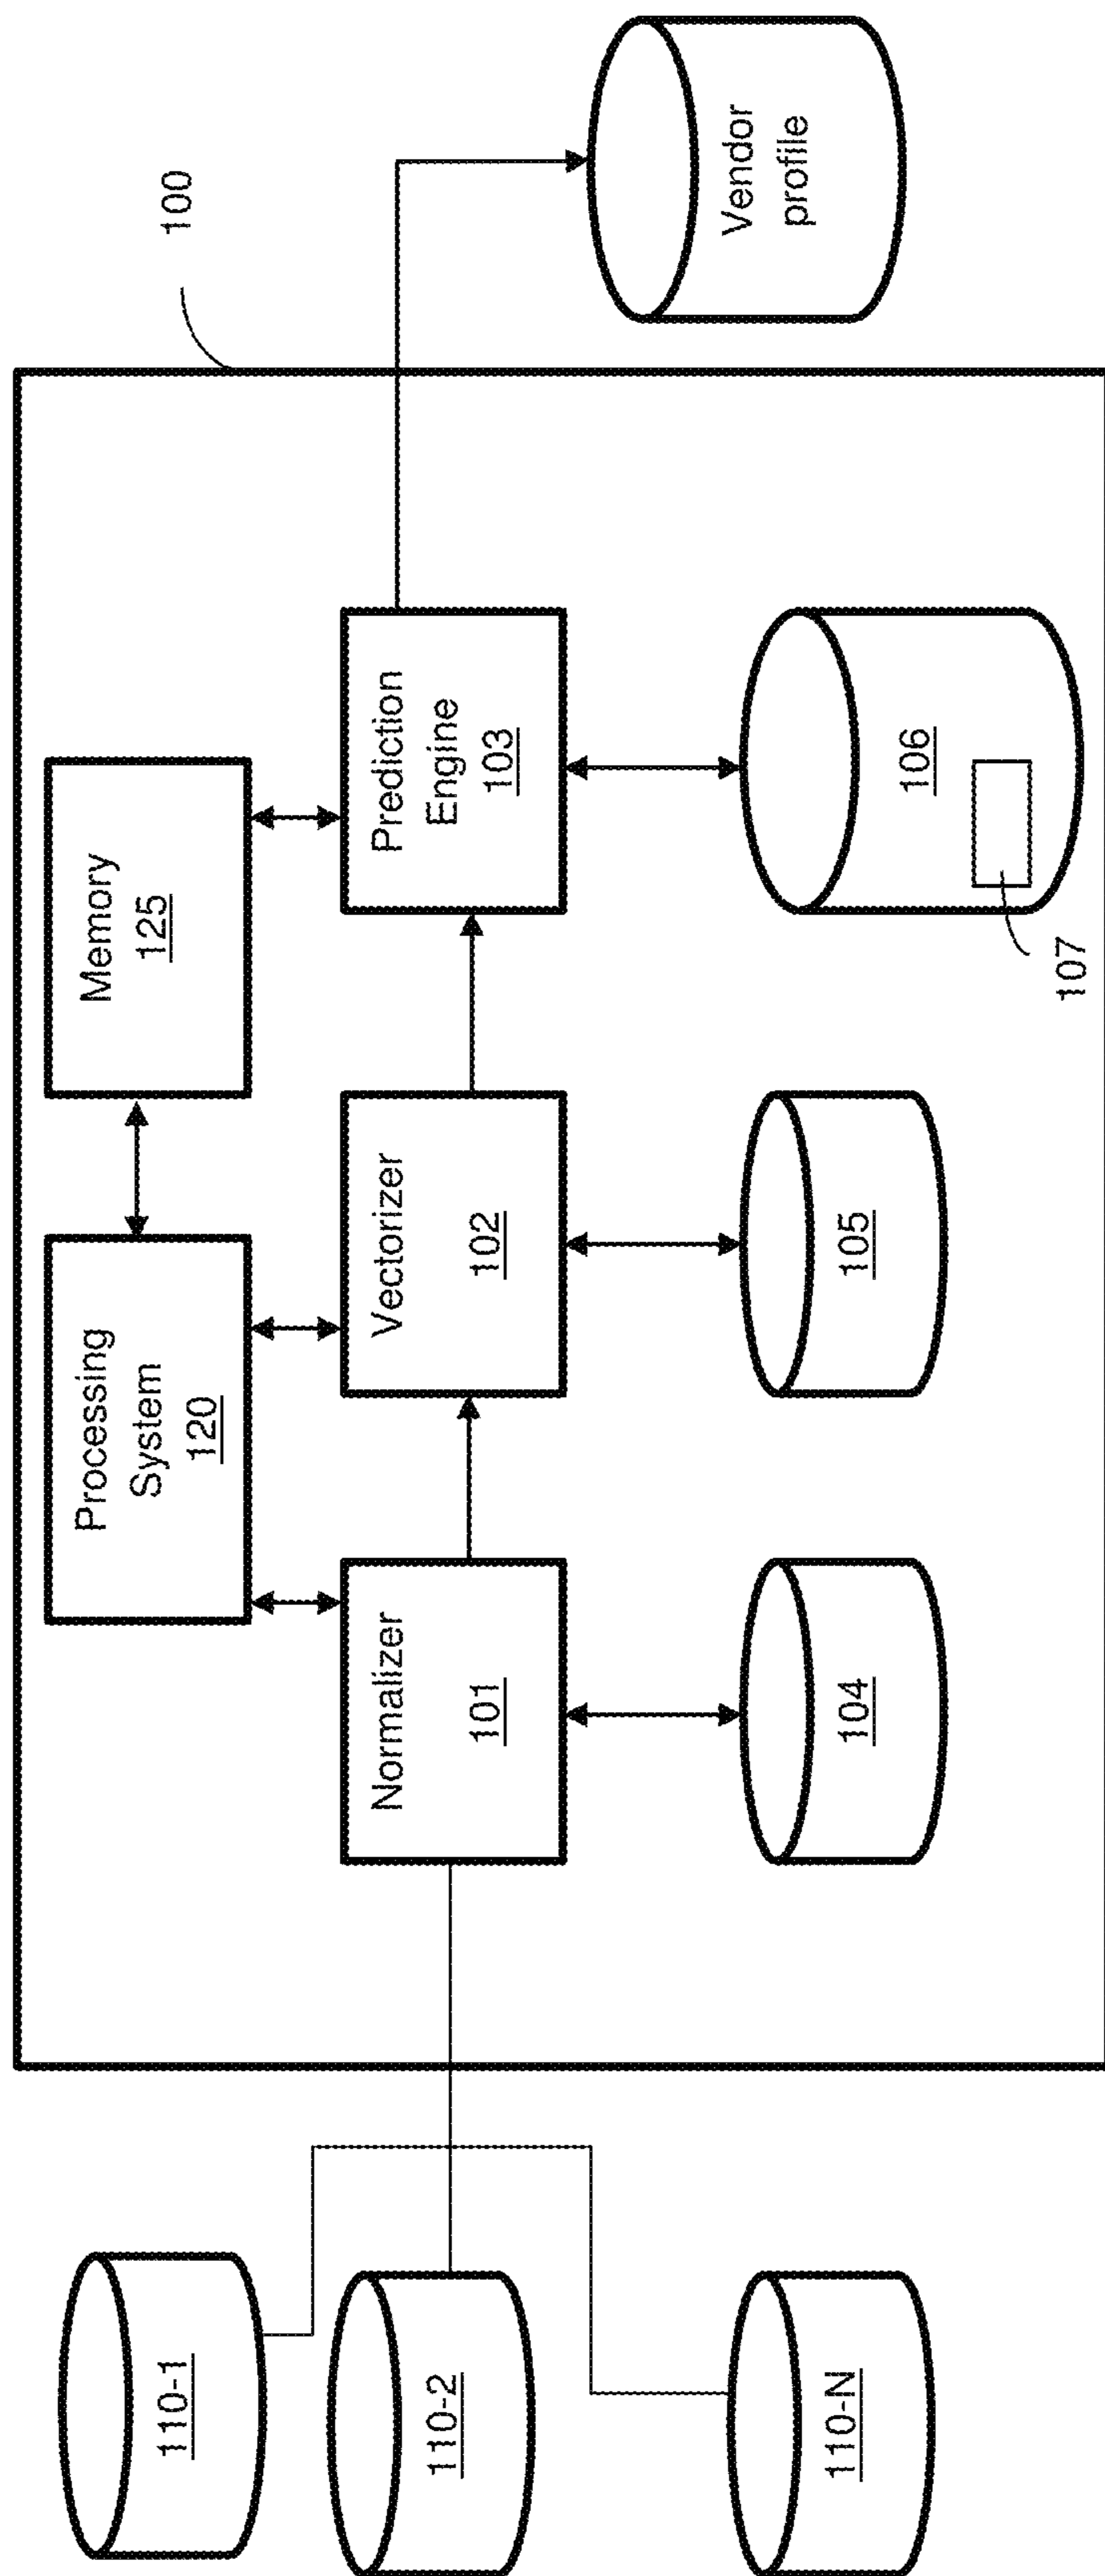 100
Processing
System
120
Memory
125
110-1
110-2
110-N
Normalizer
101
Vectorizer
102
Prediction
Engine
103
Vendor
profile
104
105
106
107